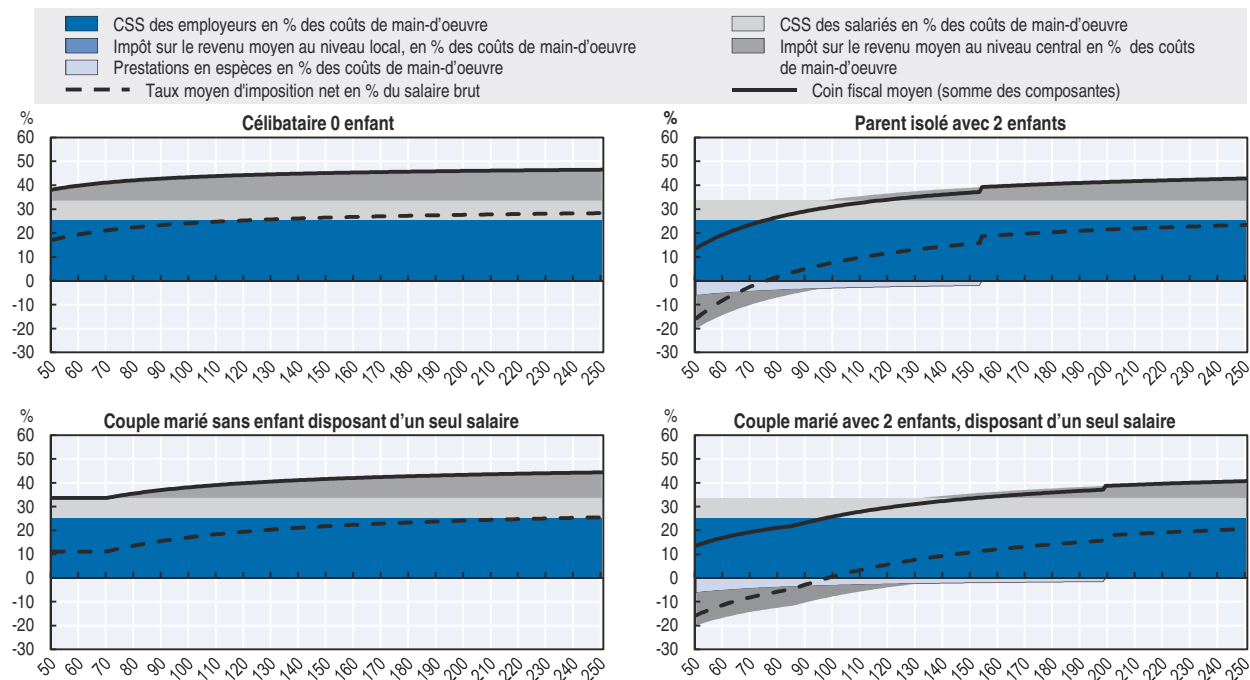 CSS des employeurs en % des coûts de main-d'oeuvre
CSS des salariés en % des coûts de main-d'oeuvre
Impôt sur le revenu moyen au niveau local, en % des coûts de main-d'oeuvre
Impôt sur le revenu moyen au niveau central en % des coûts
de main-d'oeuvre
Prestations en espèces en % des coûts de main-d'oeuvre
Taux moyen d'imposition net en % du salaire brut
Coin fiscal moyen (somme des composantes)
%
Célibataire 0 enfant
60
50
40
30
20
10
0
-10
-20
-30
50 60 70 80 90 100 110 120 130 140 150 160 170 180 190 200 210 220 230 240 250
%
Parent isolé avec 2 enfants
60
50
40
30
20
10
0
-10
-20
-30
50 60 70 80 90 100 110 120 130 140 150 160 170 180 190 200 210 220 230 240 250
%
Couple marié sans enfant disposant d'un seul salaire
60
50
40
30
20
10
0
-10
-20
-30
50 60 70 80 90 100 110 120 130 140 150 160 170 180 190 200 210 220 230 240 250
%
Couple marié avec 2 enfants, disposant d'un seul salaire
60
50
40
30
20
10
0
-10
-20
-30
50 60 70 80 90 100 110 120 130 140 150 160 170 180 190 200 210 220 230 240 250